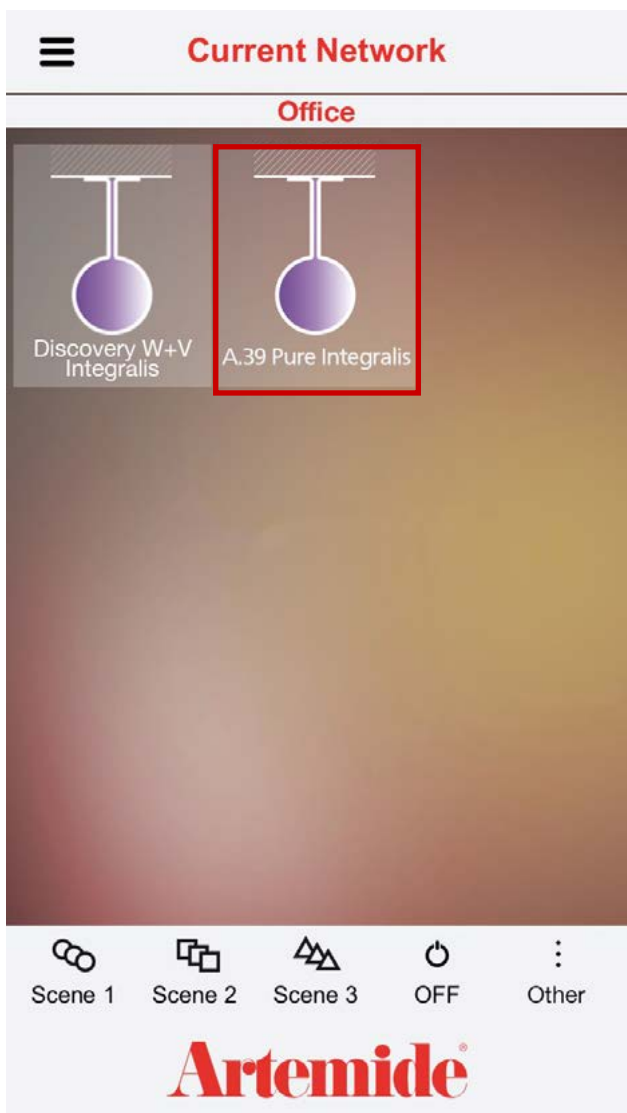 Current Network
Office
Discovery W+V
Integralis
A.39 Pure Integralis
Scene 1
Scene 2
Scene 3
OFF
Other
Artemide®